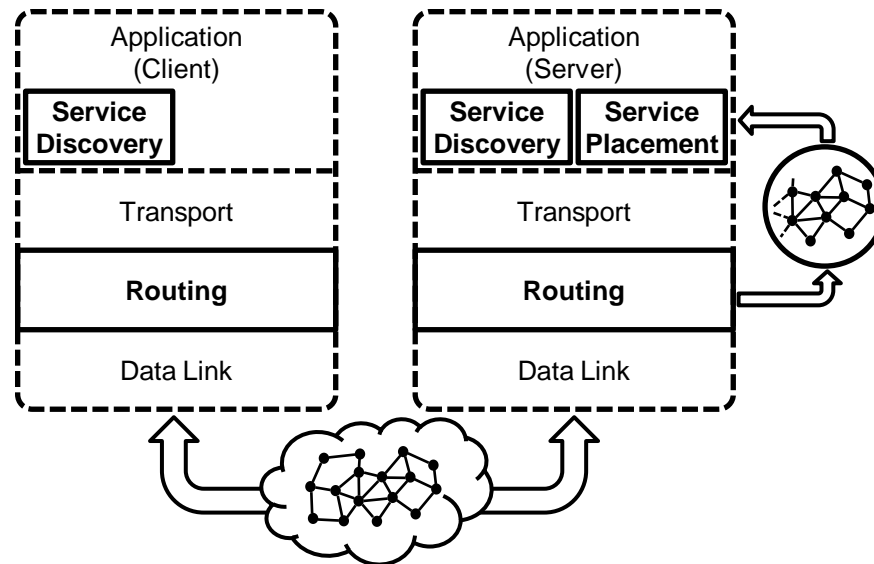 Application
(Client)
Service
Discovery
Transport
Routing
Data Link
Application
(Server)
Service
Discovery
Service
Placement
Transport
Routing
Data Link